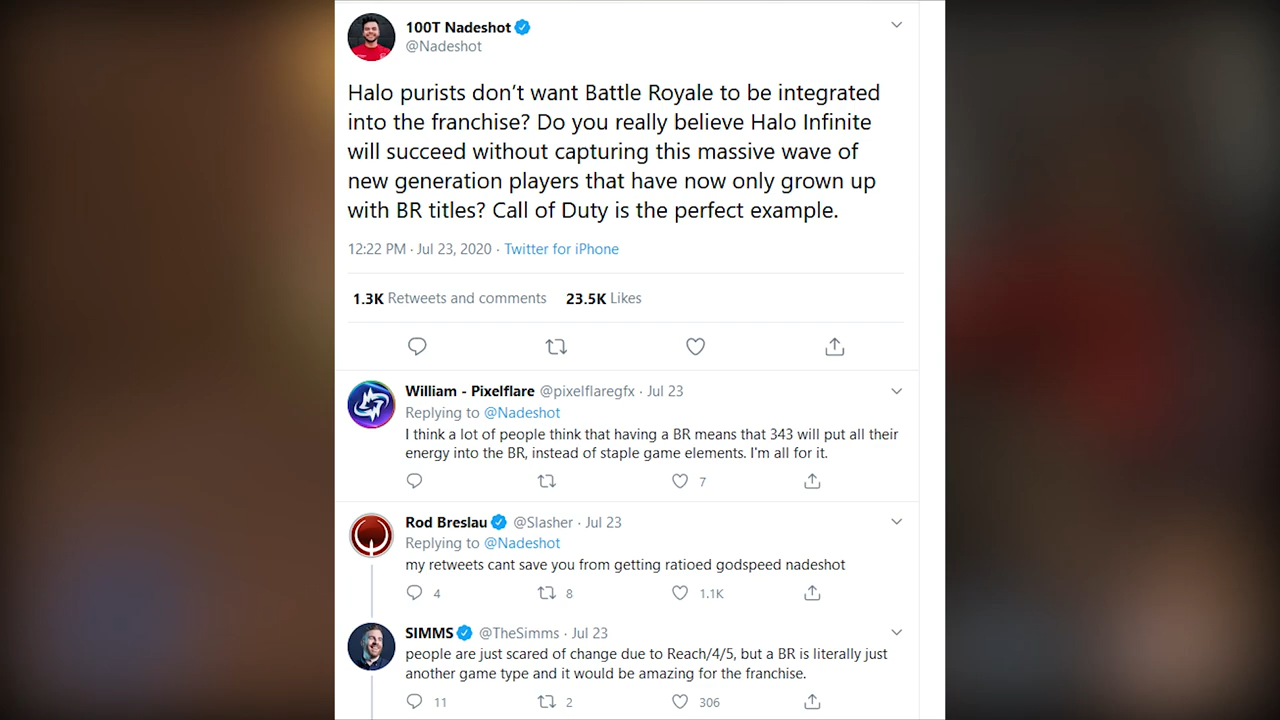 100T Nadeshot
@Nadeshot
Halo purists don’t want Battle Royale to be integrated
into the franchise? Do you really believe Halo Infinite
will succeed without capturing this massive wave of
new generation players that have now only grown up
with BR titles? Call of Duty is the perfect example.
12:22 PM · Jul 23, 2020 · Twitter for iPhone
1.3K Retweets and comments 23.5K Likes
William - Pixelflare @pixelflaregfx · Jul 23
Replying to @Nadeshot
I think a lot of people think that having a BR means that 343 will put all their
energy into the BR, instead of staple game elements. I'm all for it.
7
Rod Breslau @Slasher · Jul 23
Replying to @Nadeshot
my retweets cant save you from getting ratioed godspeed nadeshot
4 8 1.1K
SIMMS @TheSimms · Jul 23
people are just scared of change due to Reach/4/5, but a BR is literally just
another game type and it would be amazing for the franchise.
11 2 306